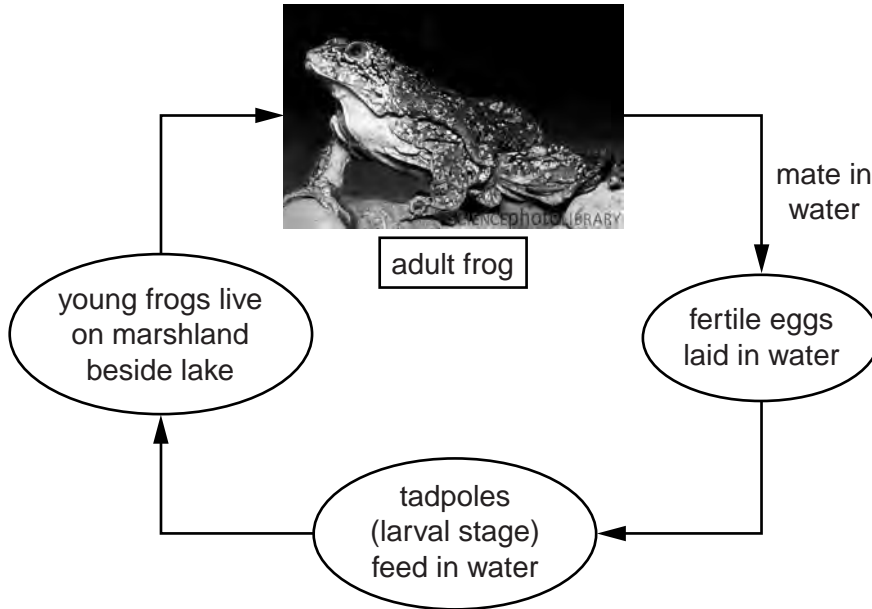 SCIENCEphotoLIBRARY
adult frog
mate in
water
fertile eggs
laid in water
tadpoles
(larval stage)
feed in water
young frogs live
on marshland
beside lake